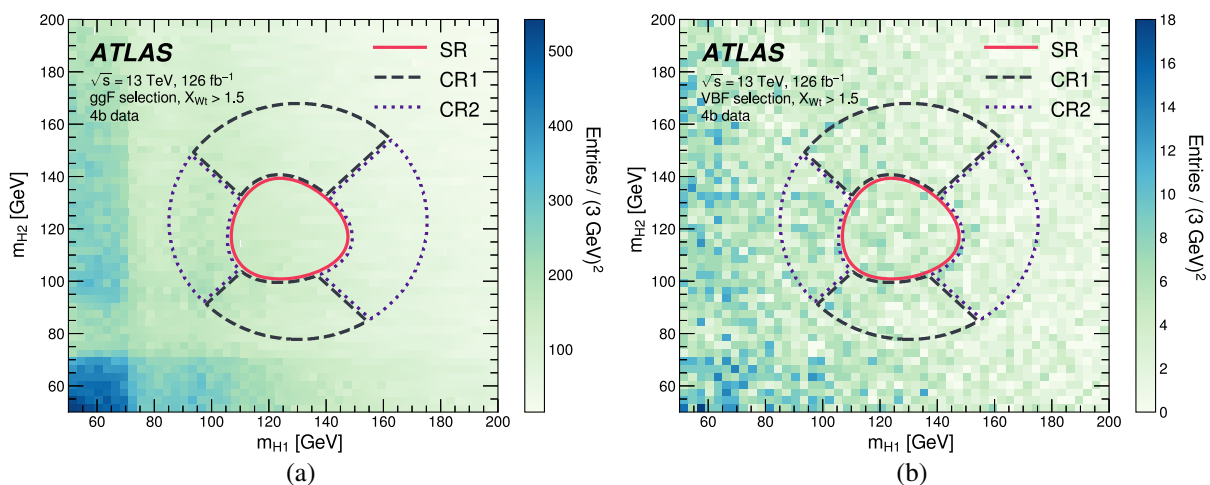 ATLAS
√s = 13 TeV, 126 fb⁻¹
ggF selection, X_Wt > 1.5
4b data
SR
CR1
CR2
200
180
160
140
120
100
80
60
m_H2 [GeV]
60 80 100 120 140 160 180 200
m_H1 [GeV]
500
400
300
200
100
Entries / (3 GeV)²
(a)
ATLAS
√s = 13 TeV, 126 fb⁻¹
VBF selection, X_Wt > 1.5
4b data
SR
CR1
CR2
200
180
160
140
120
100
80
60
m_H2 [GeV]
60 80 100 120 140 160 180 200
m_H1 [GeV]
18
16
14
12
10
8
6
4
2
0
Entries / (3 GeV)²
(b)